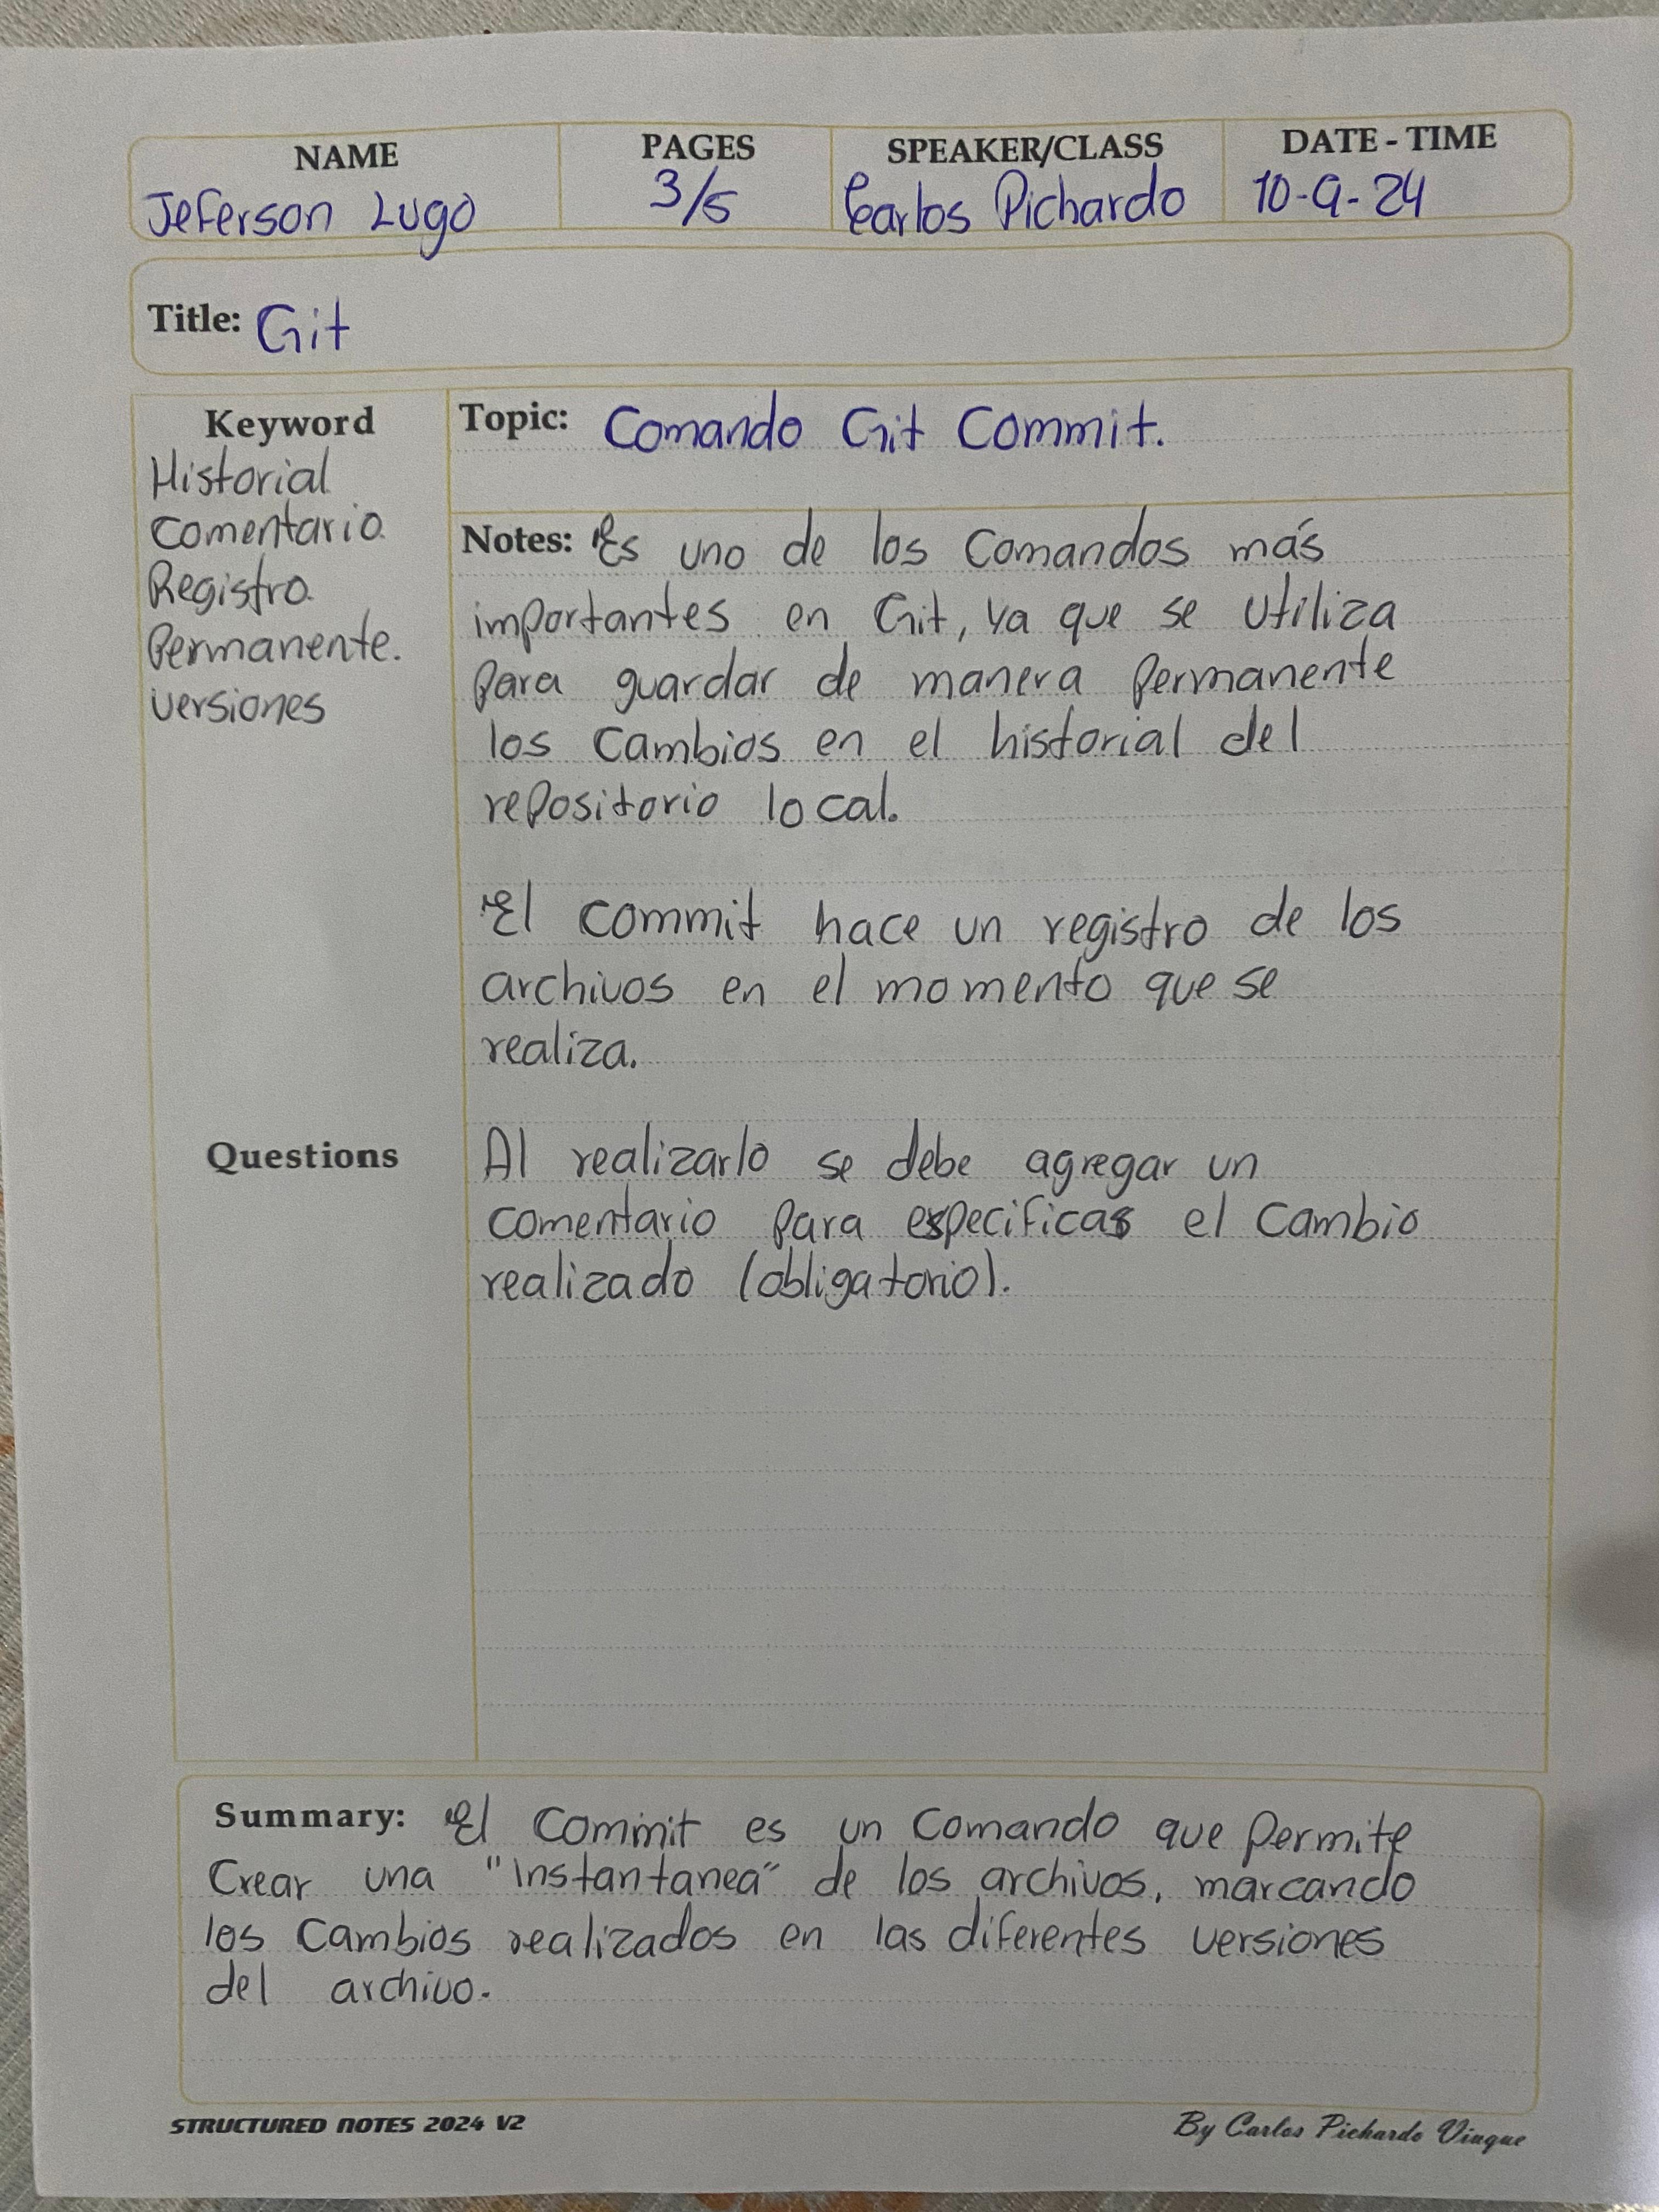 NAME PAGES SPEAKER/CLASS DATE - TIME
Jeferson Lugo 3/5 Carlos Pichardo 10-9-24
Title: Git
Keyword
Historial
Comentario.
Registro.
Permanente.
versiones
Topic: Comando Git Commit.
Notes: Es uno de los Comandos más
importantes en Git, ya que se utiliza
para guardar de manera permanente
los cambios en el historial del
repositorio local.
El commit hace un registro de los
archivos en el momento que se
realiza.
Questions
Al realizarlo se debe agregar un
comentario para especificas el cambio
realizado (obligatorio).
Summary: El Commit es un Comando que permite
Crear una "instantanea" de los archivos, marcando
los Cambios realizados en las diferentes versiones
del archivo.
STRUCTURED NOTES 2024 V2
By Carlos Pichardo Viuque